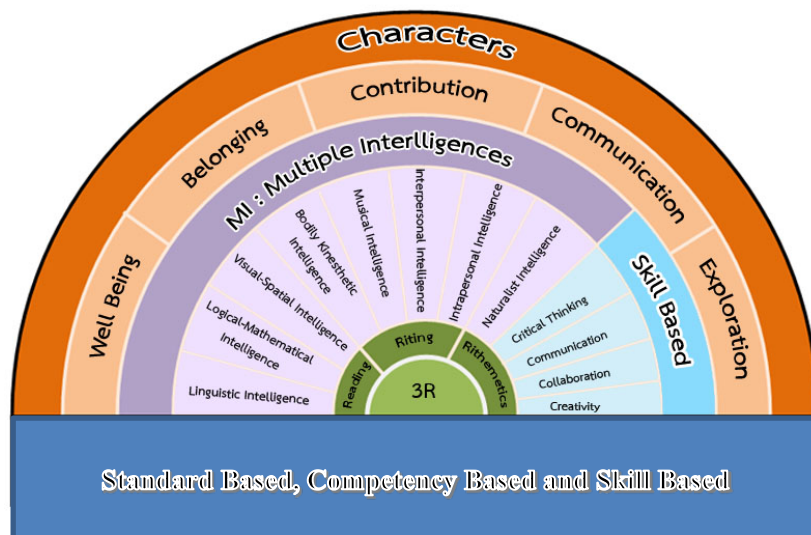 Characters
Well Being
Belonging
Contribution
Communication
Exploration
MI : Multiple Interlligences
Skill Based
Linguistic Intelligence
Logical-Mathematical
Intelligence
Visual-Spatial Intelligence
Bodily Kinesthetic
Intelligence
Musical Intelligence
Interpersonal Intelligence
Intrapersonal Intelligence
Naturalist Intelligence
Critical Thinking
Communication
Collaboration
Creativity
Reading
Riting
Rithemetics
3R
Standard Based, Competency Based and Skill Based